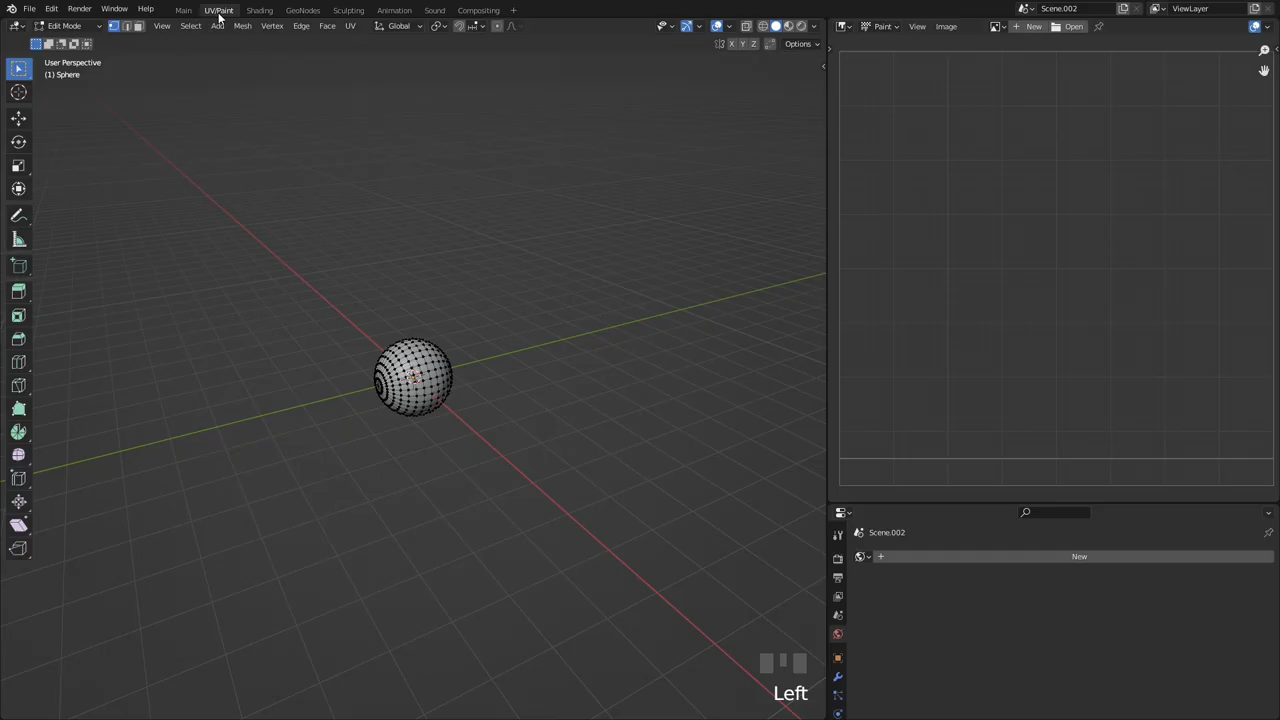 File Edit Render Window Help Main UV/Paint Shading GeoNodes Sculpting Animation Sound Compositing + Scene.002 ViewLayer
Edit Mode View Select Add Mesh Vertex Edge Face UV Global Paint View Image New Open
X Y Z Options
User Perspective
(1) Sphere
Scene.002
New
Left